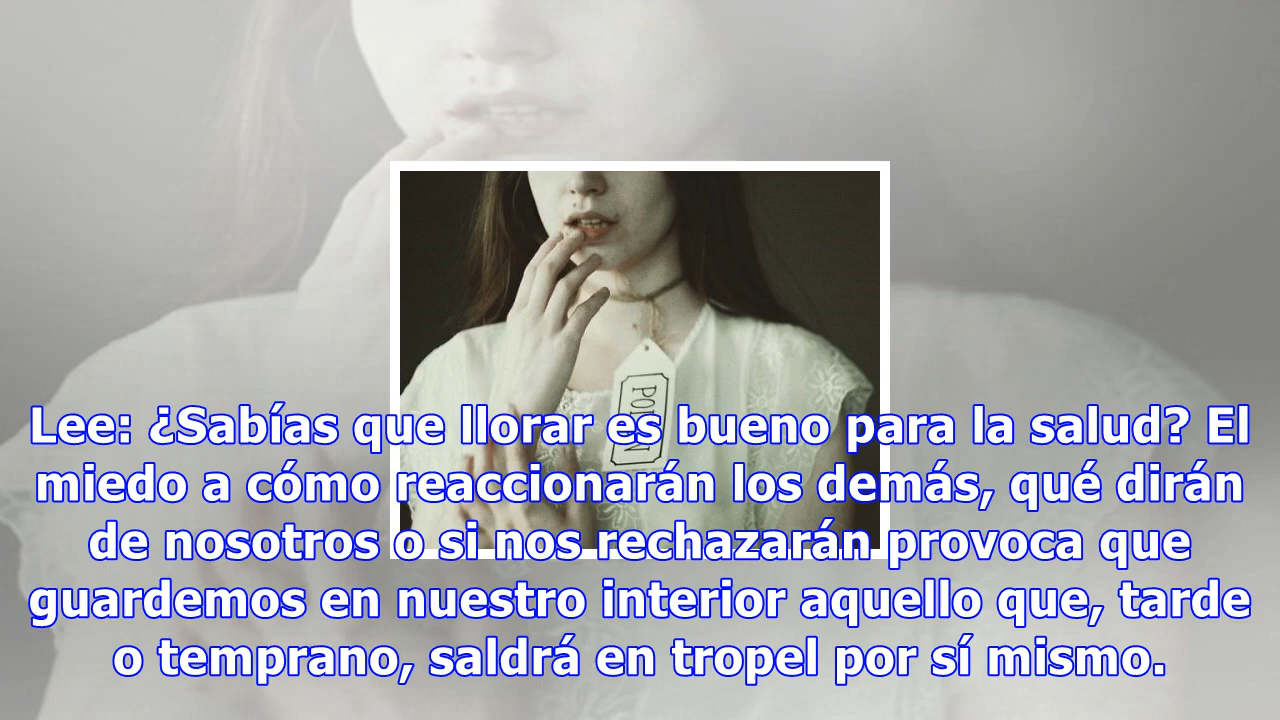 Lee: ¿Sabías que llorar es bueno para la salud? El
miedo a cómo reaccionarán los demás, qué dirán
de nosotros o si nos rechazarán provoca que
guardemos en nuestro interior aquello que, tarde
o temprano, saldrá en tropel por sí mismo.